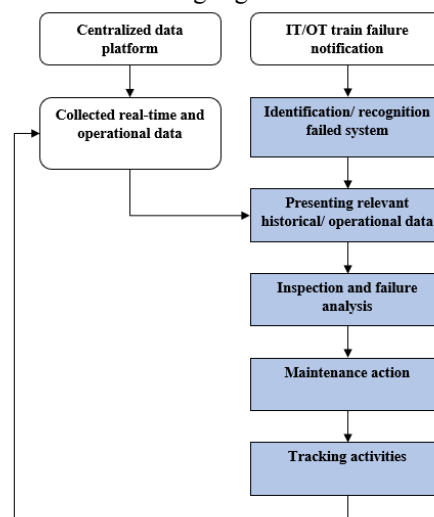 Centralized data
platform
IT/OT train failure
notification
Collected real-time and
operational data
Identification/ recognition
failed system
Presenting relevant
historical/ operational data
Inspection and failure
analysis
Maintenance action
Tracking activities